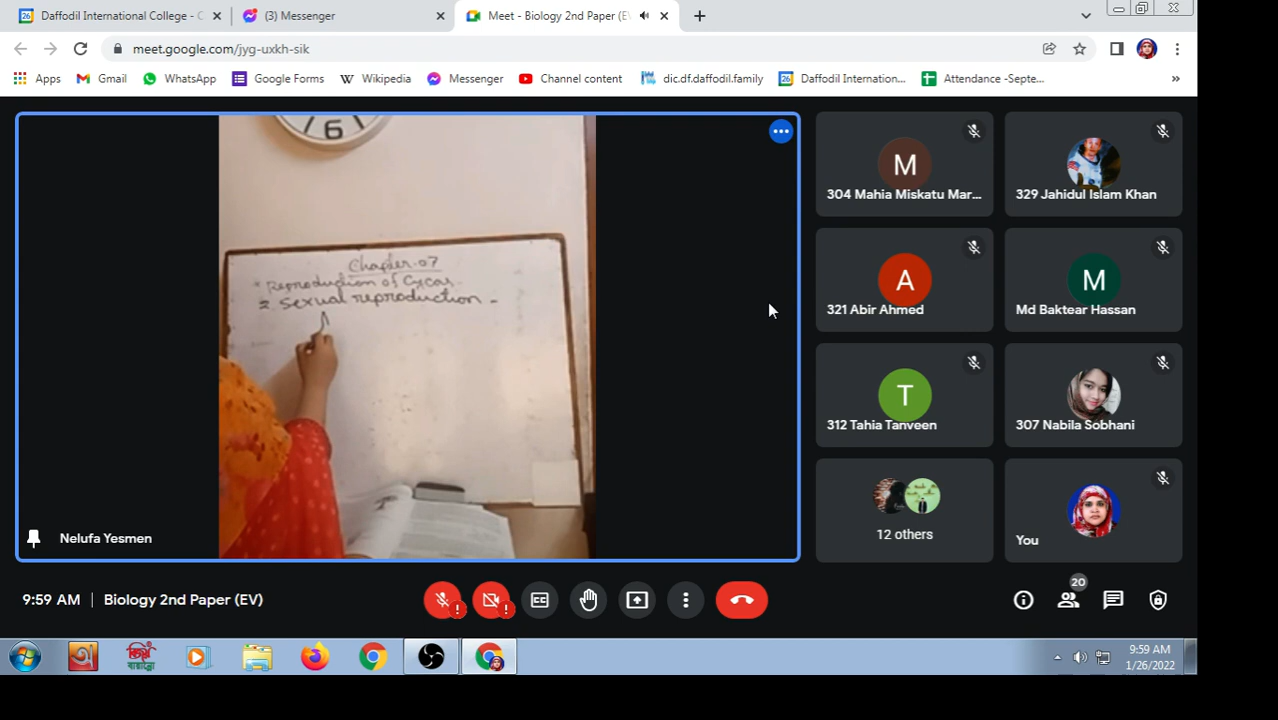 Daffodil International College - C
(3) Messenger
Meet - Biology 2nd Paper (E
meet.google.com/jyg-uxkh-sik
Apps
Gmail
WhatsApp
Google Forms
Wikipedia
Messenger
Channel content
dic.df.daffodil.family
Daffodil Internation...
Attendance -Septe...
Chapter-07
* Reproduction of Cycas
Sexual reproduction -
Nelufa Yesmen
M
304 Mahia Miskatu Mar...
329 Jahidul Islam Khan
A
321 Abir Ahmed
M
Md Baktear Hassan
T
312 Tahia Tanveen
307 Nabila Sobhani
12 others
You
9:59 AM | Biology 2nd Paper (EV)
20
9:59 AM
1/26/2022